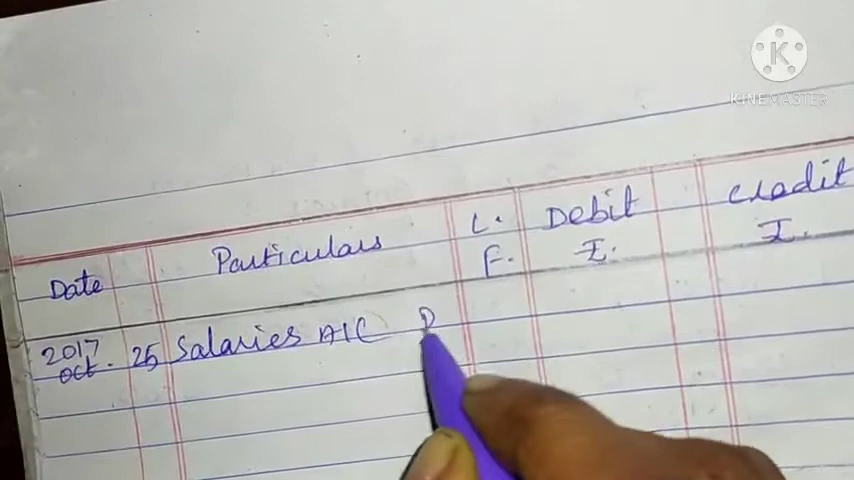 KINEMASTER
Date Particulars L. F. Debit ₹. Credit ₹.
2017 Oct. 25 Salaries A/C D